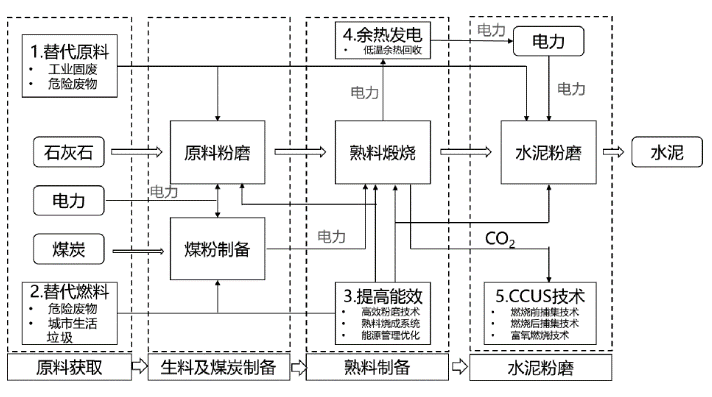 1.替代原料
• 工业固废
• 危险废物
4.余热发电
• 低温余热回收
电力
电力
电力
电力
石灰石
原料粉磨
熟料煅烧
水泥粉磨
水泥
电力
电力
煤炭
煤粉制备
电力
CO₂
2.替代燃料
• 危险废物
• 城市生活
垃圾
3.提高能效
• 高效粉磨技术
• 熟料烧成系统
• 能源管理优化
5.CCUS技术
• 燃烧前捕集技术
• 燃烧后捕集技术
• 富氧燃烧技术
原料获取
生料及煤炭制备
熟料制备
水泥粉磨